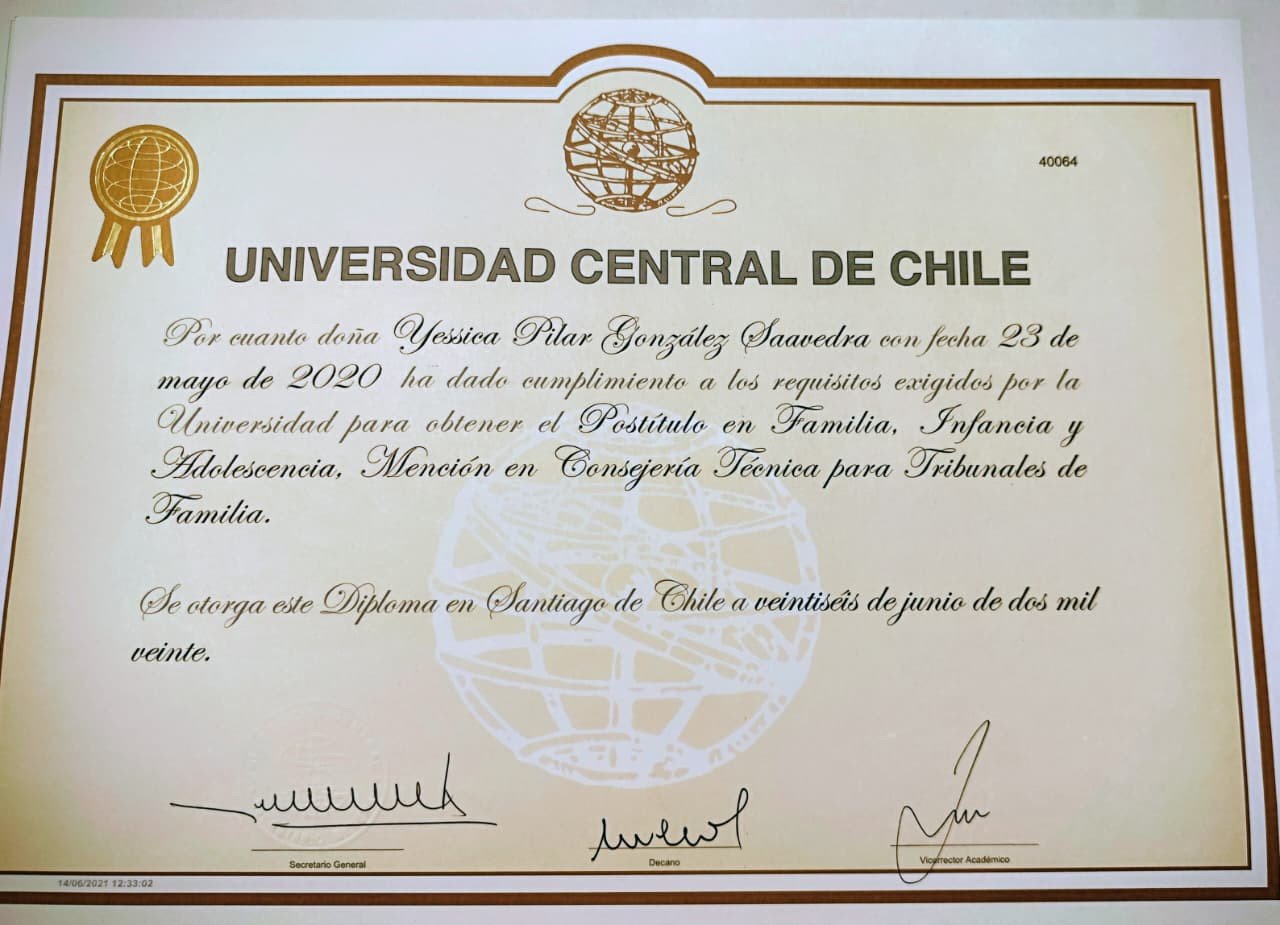 40064
UNIVERSIDAD CENTRAL DE CHILE
Por cuanto doña Yessica Pilar González Saavedra con fecha 23 de
mayo de 2020 ha dado cumplimiento a los requisitos exigidos por la
Universidad para obtener el Postítulo en Familia, Infancia y
Adolescencia, Mención en Consejería Técnica para Tribunales de
Familia.
Se otorga este Diploma en Santiago de Chile a veintiséis de junio de dos mil
veinte.
Secretario General
Decano
Vicerrector Académico
14/06/2021 12:33:02